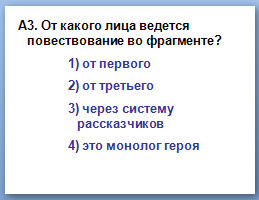 А3. От какого лица ведется
повествование во фрагменте?
1) от первого
2) от третьего
3) через систему
рассказчиков
4) это монолог героя